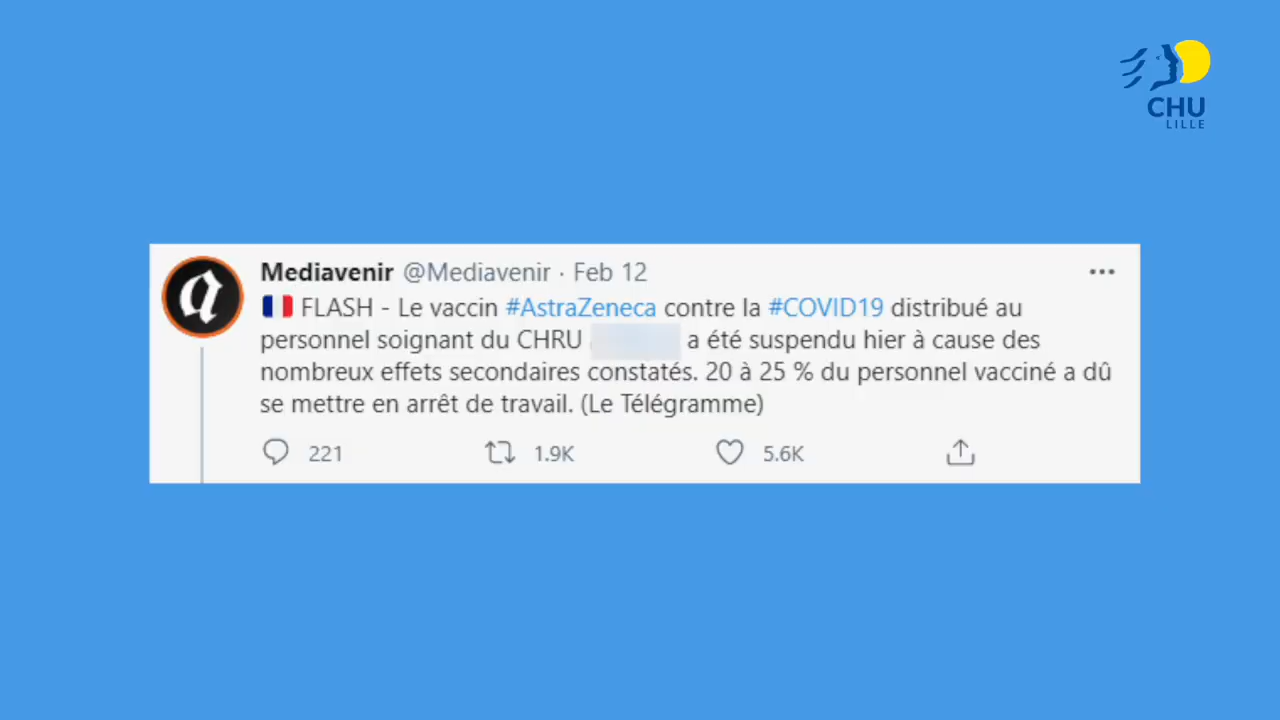 CHU
LILLE
Mediavenir @Mediavenir · Feb 12
FLASH - Le vaccin #AstraZeneca contre la #COVID19 distribué au
personnel soignant du CHRU a été suspendu hier à cause des
nombreux effets secondaires constatés. 20 à 25 % du personnel vacciné a dû
se mettre en arrêt de travail. (Le Télégramme)
221 1.9K 5.6K